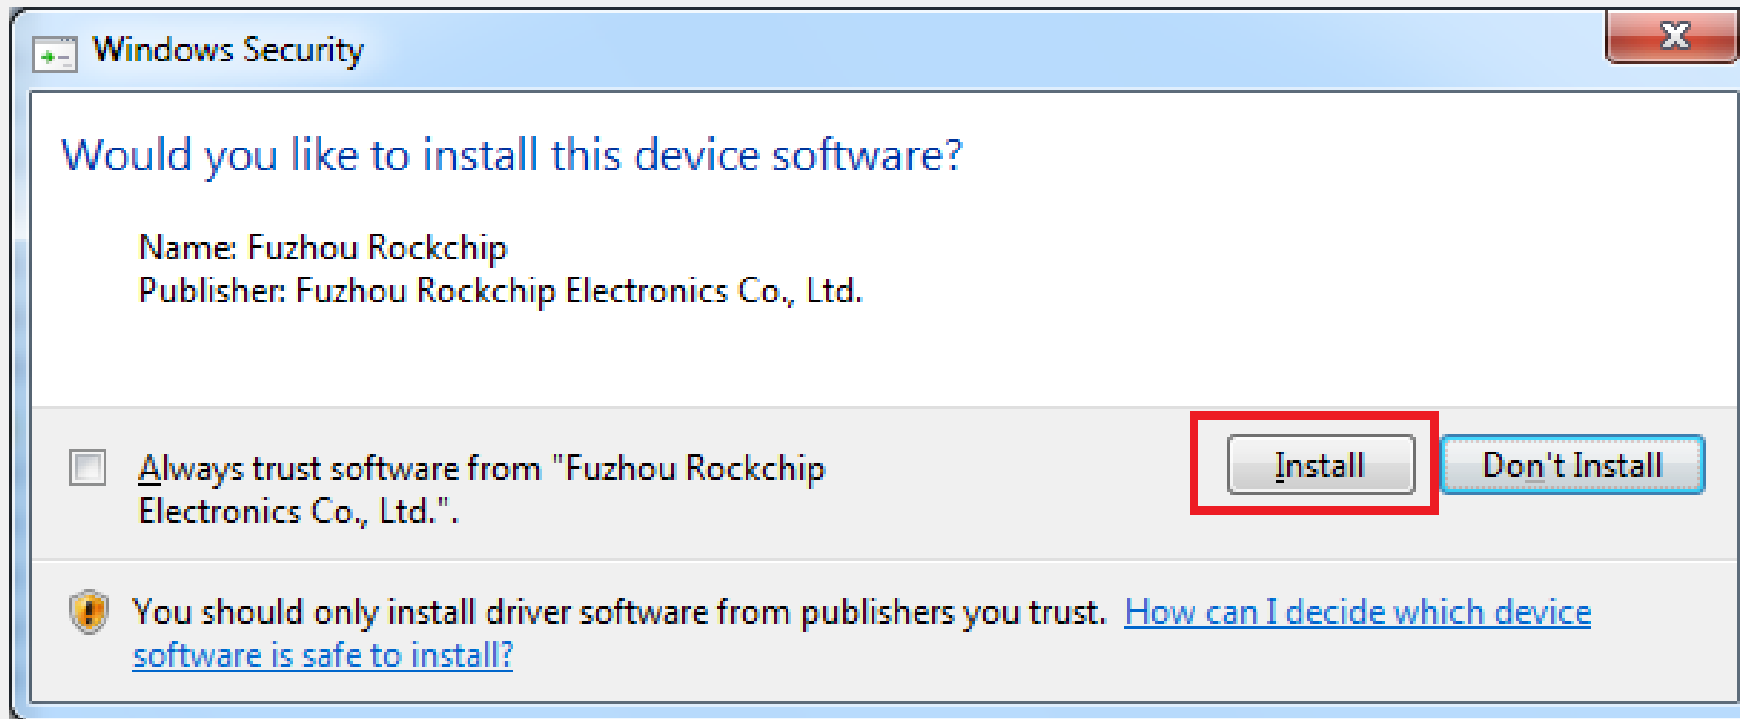 Windows Security
Would you like to install this device software?
Name: Fuzhou Rockchip
Publisher: Fuzhou Rockchip Electronics Co., Ltd.
Always trust software from "Fuzhou Rockchip
Electronics Co., Ltd.".
Install
Don't Install
You should only install driver software from publishers you trust. How can I decide which device
software is safe to install?